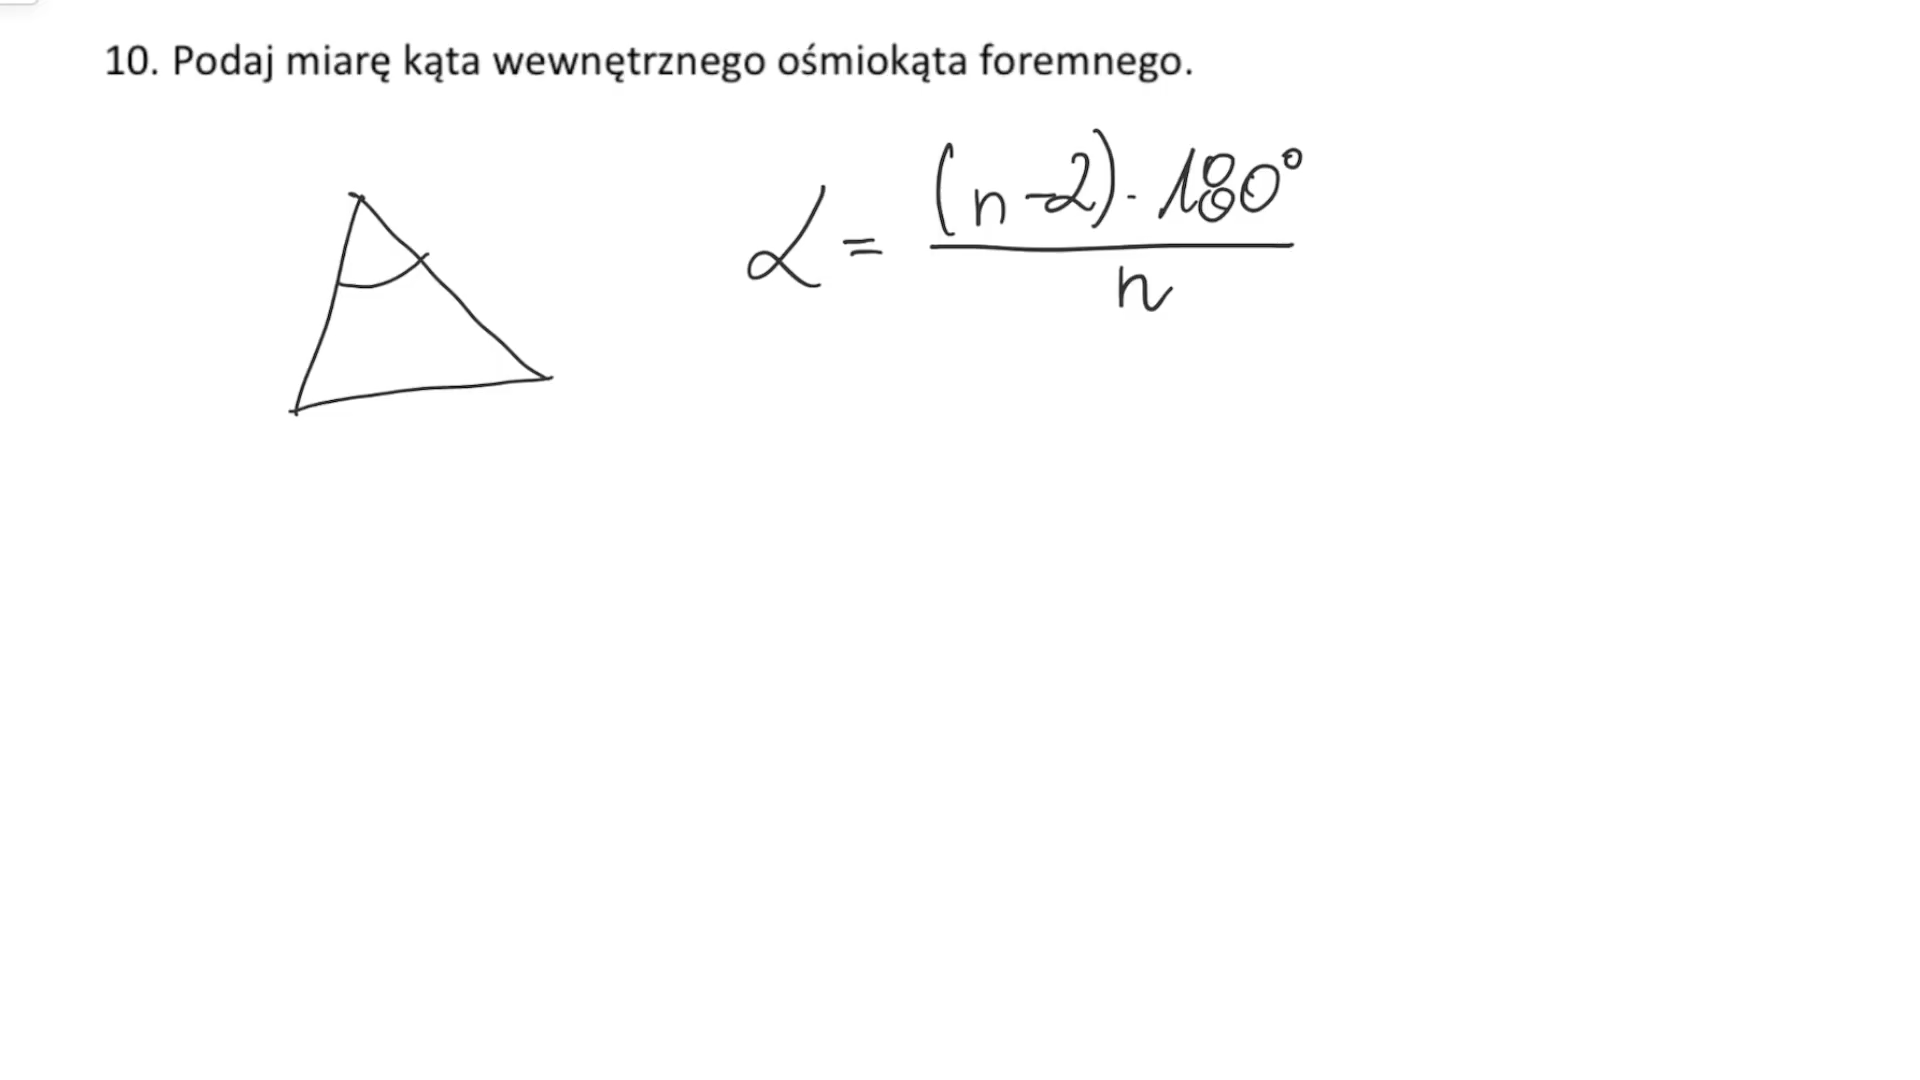 10. Podaj miarę kąta wewnętrznego ośmiokąta foremnego.
α = (n-2) · 180°
n